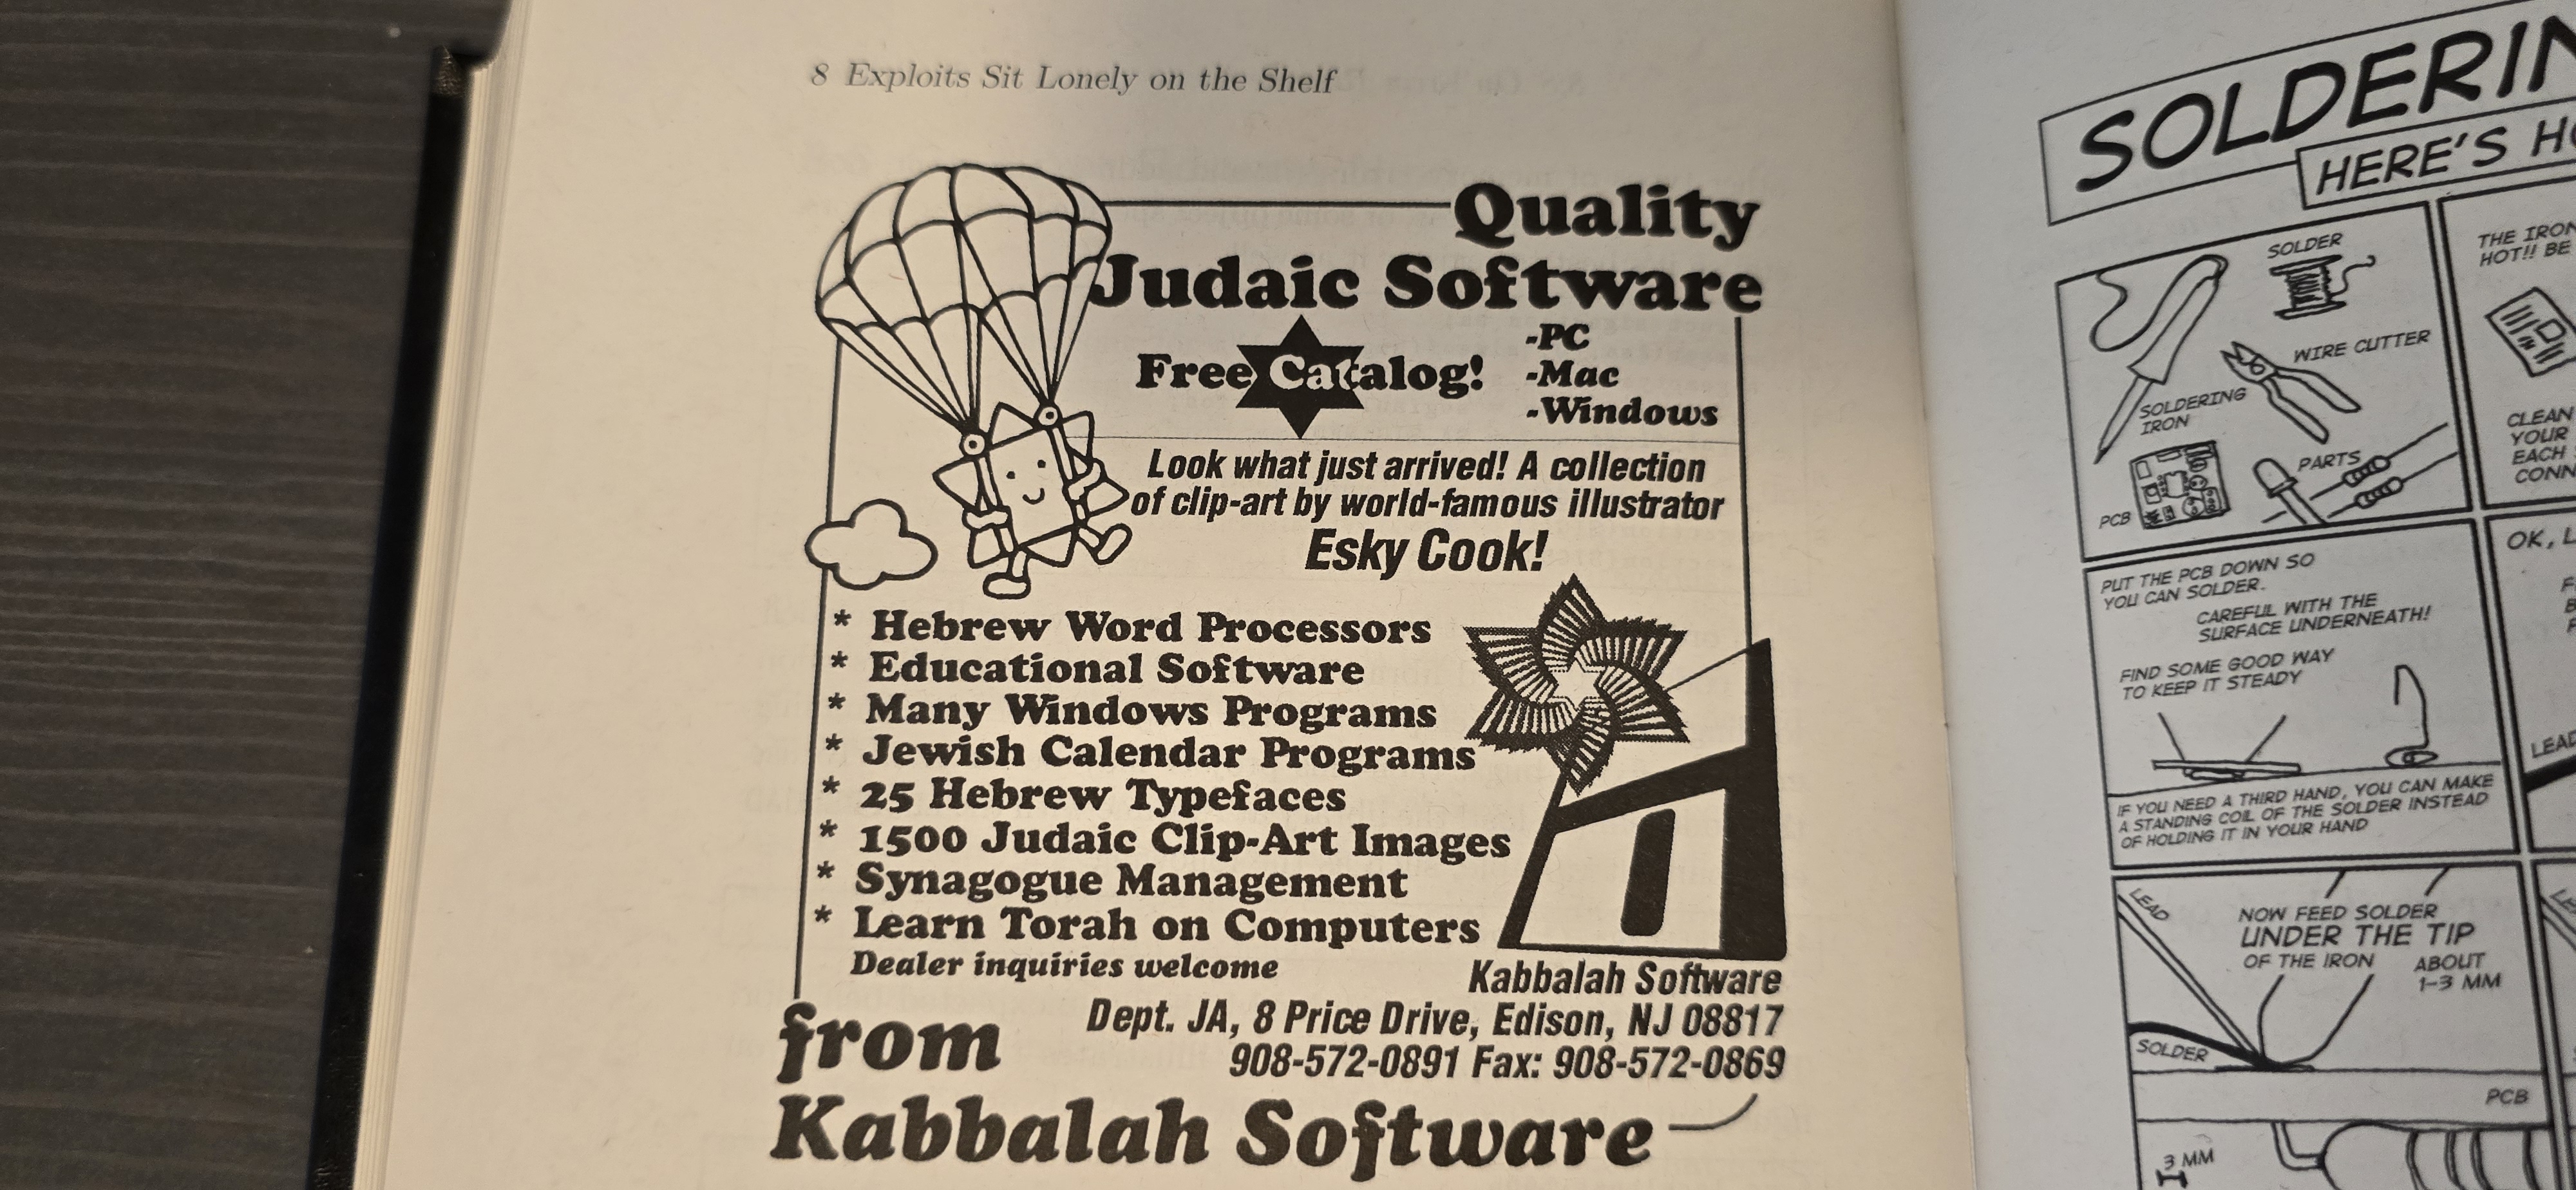 8 Exploits Sit Lonely on the Shelf
Quality
Judaic Software
Free Catalog!
-PC
-Mac
-Windows
Look what just arrived! A collection
of clip-art by world-famous illustrator
Esky Cook!
* Hebrew Word Processors
* Educational Software
* Many Windows Programs
* Jewish Calendar Programs
* 25 Hebrew Typefaces
* 1500 Judaic Clip-Art Images
* Synagogue Management
* Learn Torah on Computers
Dealer inquiries welcome
Kabbalah Software
Dept. JA, 8 Price Drive, Edison, NJ 08817
908-572-0891 Fax: 908-572-0869
from
Kabbalah Software
HERE'S
SOLDER
SOLDERING
IRON
WIRE CUTTER
PCB
PARTS
THE IRON
HOT!! BE
CLEAN
YOUR
EACH
PUT THE PCB DOWN SO
YOU CAN SOLDER.
CAREFUL WITH THE
SURFACE UNDERNEATH!
FIND SOME GOOD WAY
TO KEEP IT STEADY
IF YOU NEED A THIRD HAND, YOU CAN MAKE
A STANDING COIL OF THE SOLDER INSTEAD
OF HOLDING IT IN YOUR HAND
OK,
LEAD
SOLDER
NOW FEED SOLDER
UNDER THE TIP
OF THE IRON
ABOUT
1-3 MM
3 MM
PCB